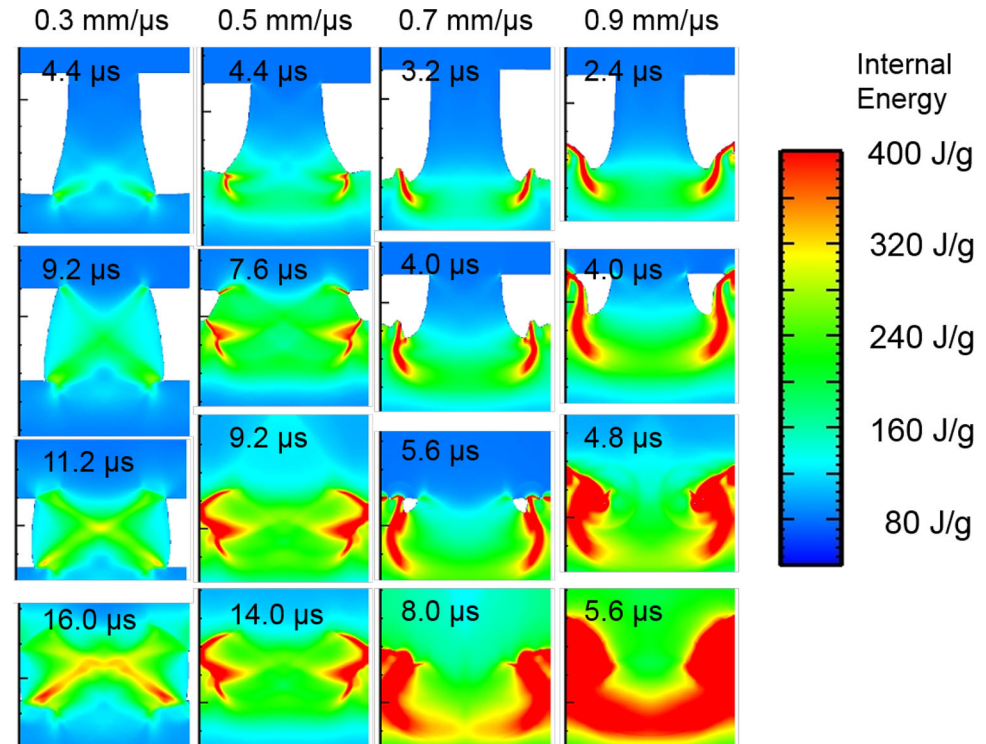 0.3 mm/µs 0.5 mm/µs 0.7 mm/µs 0.9 mm/µs
4.4 µs 4.4 µs 3.2 µs 2.4 µs
9.2 µs 7.6 µs 4.0 µs 4.0 µs
11.2 µs 9.2 µs 5.6 µs 4.8 µs
16.0 µs 14.0 µs 8.0 µs 5.6 µs
Internal
Energy
400 J/g
320 J/g
240 J/g
160 J/g
80 J/g